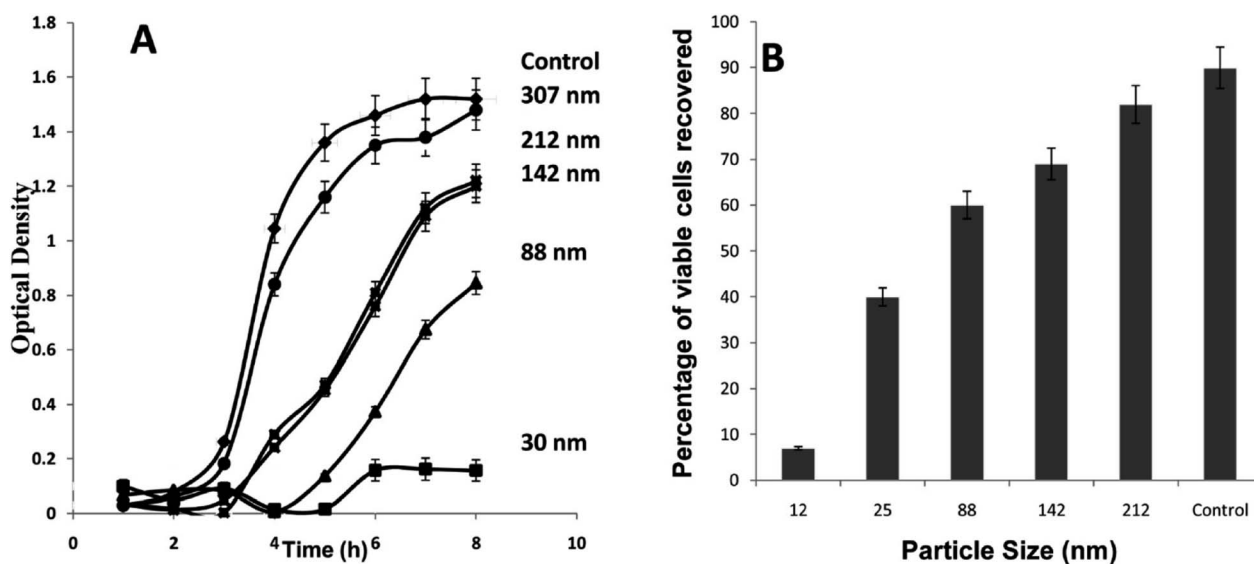 A
Optical Density
1.8
1.6
1.4
1.2
1
0.8
0.6
0.4
0.2
0
0
2
4
6
8
10
Time (h)
Control
307 nm
212 nm
142 nm
88 nm
30 nm
B
Percentage of viable cells recovered
100
90
80
70
60
50
40
30
20
10
0
12
25
88
142
212
Control
Particle Size (nm)